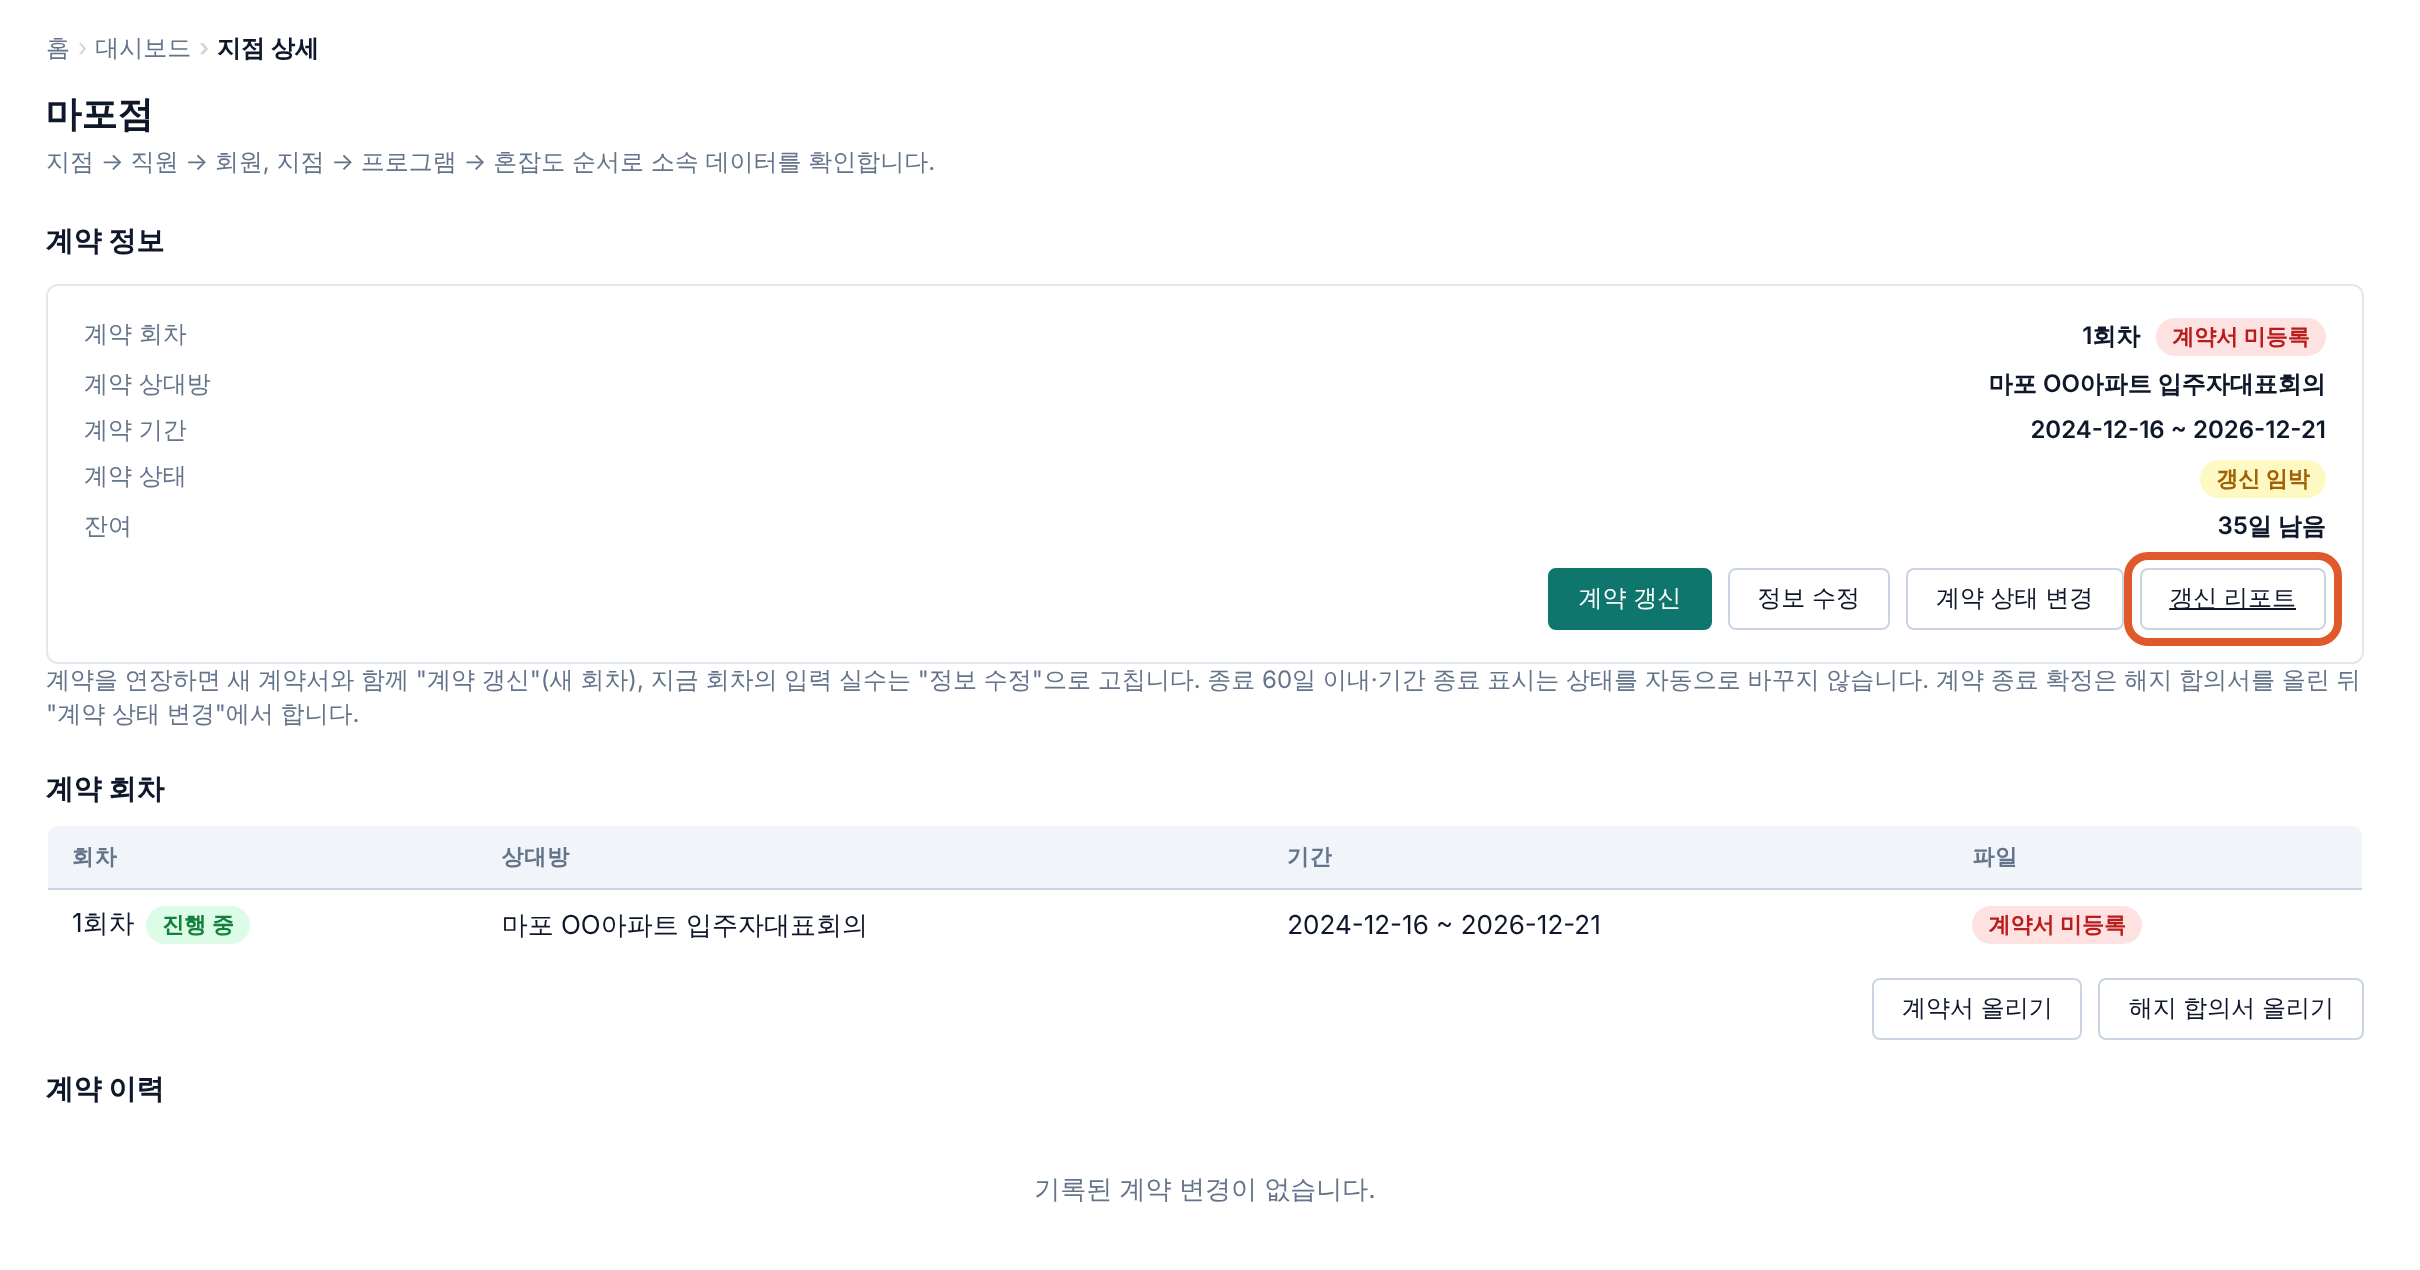 홈 › 대시보드 › 지점 상세
마포점
지점 → 직원 → 회원, 지점 → 프로그램 → 혼잡도 순서로 소속 데이터를 확인합니다.
계약 정보
계약 회차 1회차 계약서 미등록
계약 상대방 마포 OO아파트 입주자대표회의
계약 기간 2024-12-16 ~ 2026-12-21
계약 상태 갱신 임박
잔여 35일 남음
계약 갱신 정보 수정 계약 상태 변경 갱신 리포트
계약을 연장하면 새 계약서와 함께 "계약 갱신"(새 회차), 지금 회차의 입력 실수는 "정보 수정"으로 고칩니다. 종료 60일 이내·기간 종료 표시는 상태를 자동으로 바꾸지 않습니다. 계약 종료 확정은 해지 합의서를 올린 뒤
"계약 상태 변경"에서 합니다.
계약 회차
회차 상대방 기간 파일
1회차 진행 중 마포 OO아파트 입주자대표회의 2024-12-16 ~ 2026-12-21 계약서 미등록
계약서 올리기 해지 합의서 올리기
계약 이력
기록된 계약 변경이 없습니다.